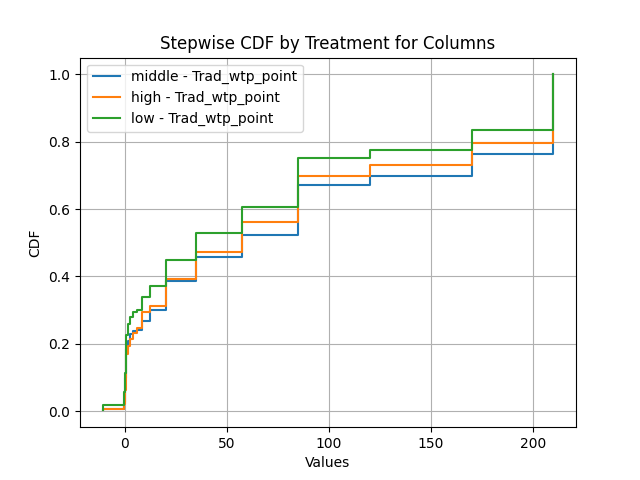 Stepwise CDF by Treatment for Columns
middle - Trad_wtp_point
high - Trad_wtp_point
low - Trad_wtp_point
1.0
0.8
0.6
0.4
0.2
0.0
CDF
0
50
100
150
200
Values